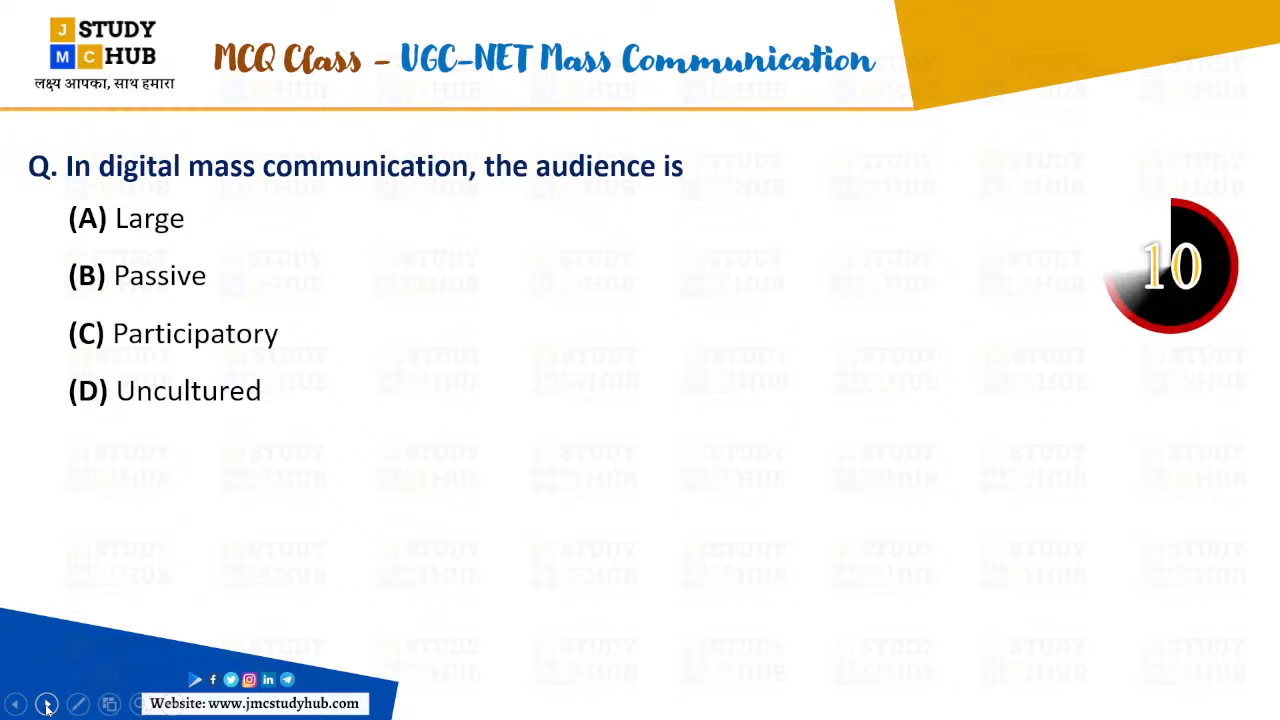 J STUDY
MC HUB
लक्ष्य आपका, साथ हमारा
MCQ Class - UGC-NET Mass Communication
Q. In digital mass communication, the audience is
(A) Large
(B) Passive
(C) Participatory
(D) Uncultured
10
Website: www.jmcstudyhub.com